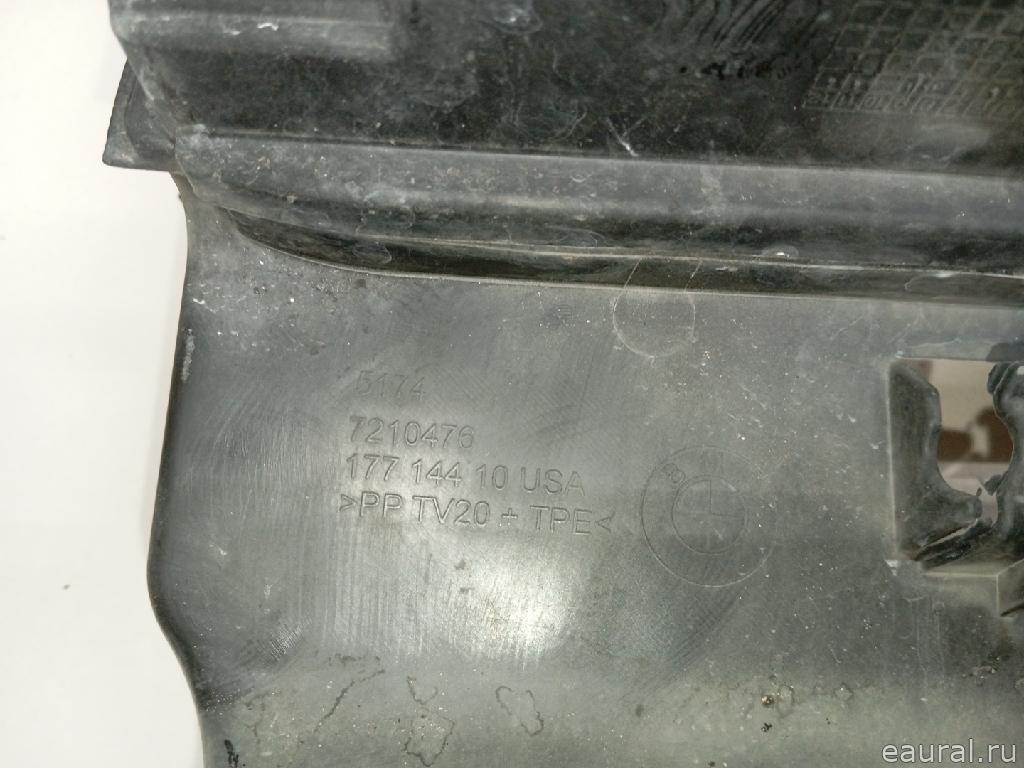 5174
7210476
177 144 10 USA
>PP TV20 + TPE<
eaural.ru